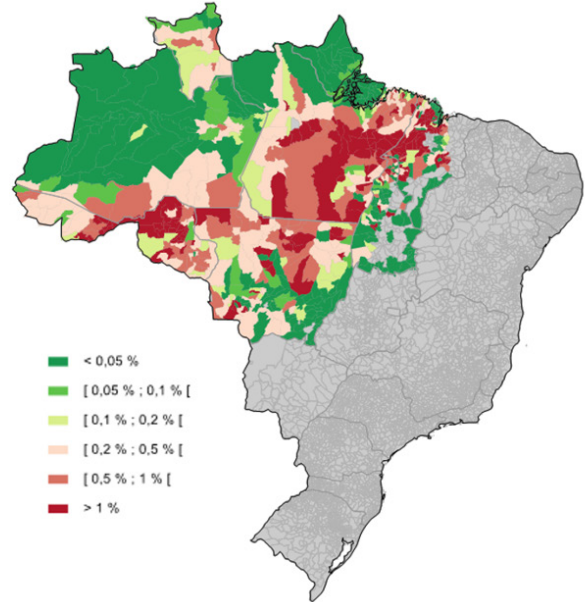 < 0,05 %
[ 0,05 % ; 0,1 % [
[ 0,1 % ; 0,2 % [
[ 0,2 % ; 0,5 % [
[ 0,5 % ; 1 % [
> 1 %